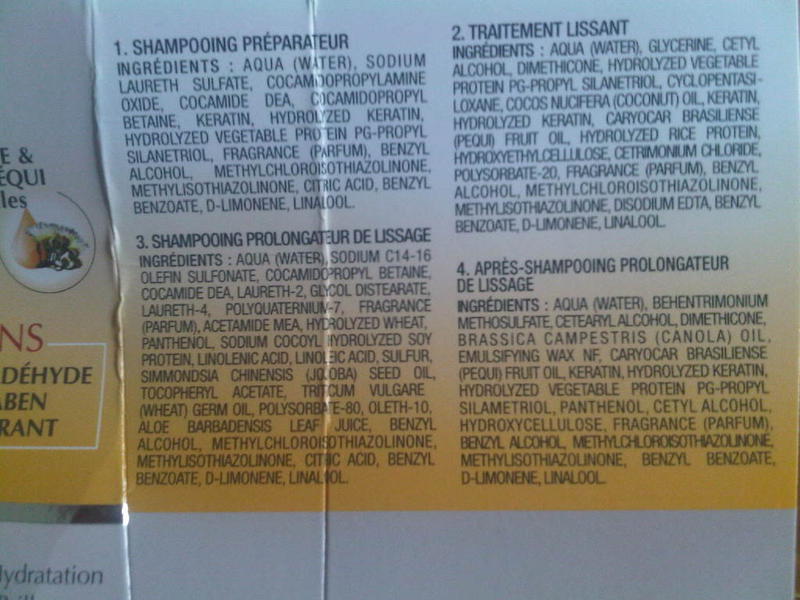 1. SHAMPOOING PRÉPARATEUR
INGRÉDIENTS : AQUA (WATER), SODIUM
LAURETH SULFATE, COCAMIDOPROPYLAMINE
OXIDE, COCAMIDE DEA, COCAMIDOPROPYL
BETAINE, KERATIN, HYDROLYZED KERATIN,
HYDROLYZED VEGETABLE PROTEIN PG-PROPYL
SILANETRIOL, FRAGRANCE (PARFUM), BENZYL
ALCOHOL, METHYLCHLOROISOTHIAZOLINONE,
METHYLISOTHIAZOLINONE, CITRIC ACID, BENZYL
BENZOATE, D-LIMONENE, LINALOOL.
2. TRAITEMENT LISSANT
INGRÉDIENTS : AQUA (WATER), GLYCERINE, CETYL
ALCOHOL, DIMETHICONE, HYDROLYZED VEGETABLE
PROTEIN PG-PROPYL SILANETRIOL, CYCLOPENTASI-
LOXANE, COCOS NUCIFERA (COCONUT) OIL, KERATIN,
HYDROLYZED KERATIN, CARYOCAR BRASILIENSE
(PEQUI) FRUIT OIL, HYDROLYZED RICE PROTEIN,
HYDROXYETHYLCELLULOSE, CETRIMONIUM CHLORIDE,
POLYSORBATE-20, FRAGRANCE (PARFUM), BENZYL
ALCOHOL, METHYLCHLOROISOTHIAZOLINONE,
METHYLISOTHIAZOLINONE, DISODIUM EDTA, BENZYL
BENZOATE, D-LIMONENE, LINALOOL.
3. SHAMPOOING PROLONGATEUR DE LISSAGE
INGRÉDIENTS : AQUA (WATER), SODIUM C14-16
OLEFIN SULFONATE, COCAMIDOPROPYL BETAINE,
COCAMIDE DEA, LAURETH-2, GLYCOL DISTEARATE,
LAURETH-4, POLYQUATERNIUM-7, FRAGRANCE
(PARFUM), ACETAMIDE MEA, HYDROLYZED WHEAT,
PANTHENOL, SODIUM COCOYL HYDROLYZED SOY
PROTEIN, LINOLENIC ACID, LINOLEIC ACID, SULFUR,
SIMMONDSIA CHINENSIS (JOJOBA) SEED OIL,
TOCOPHERYL ACETATE, TRITICUM VULGARE
(WHEAT) GERM OIL, POLYSORBATE-80, OLETH-10,
ALOE BARBADENSIS LEAF JUICE, BENZYL
ALCOHOL, METHYLCHLOROISOTHIAZOLINONE,
METHYLISOTHIAZOLINONE, CITRIC ACID, BENZYL
BENZOATE, D-LIMONENE, LINALOOL.
4. APRÈS-SHAMPOOING PROLONGATEUR
DE LISSAGE
INGRÉDIENTS : AQUA (WATER), BEHENTRIMONIUM
METHOSULFATE, CETEARYL ALCOHOL, DIMETHICONE,
BRASSICA CAMPESTRIS (CANOLA) OIL,
EMULSIFYING WAX NF, CARYOCAR BRASILIENSE
(PEQUI) FRUIT OIL, KERATIN, HYDROLYZED KERATIN,
HYDROLYZED VEGETABLE PROTEIN PG-PROPYL
SILAMETRIOL, PANTHENOL, CETYL ALCOHOL,
HYDROXYCELLULOSE, FRAGRANCE (PARFUM),
BENZYL ALCOHOL, METHYLCHLOROISOTHIAZOLINONE,
METHYLISOTHIAZOLINONE, BENZYL BENZOATE,
D-LIMONENE, LINALOOL.
E &
ÉQUI
les
NS
DÉHYDE
ABEN
RANT
ydratation